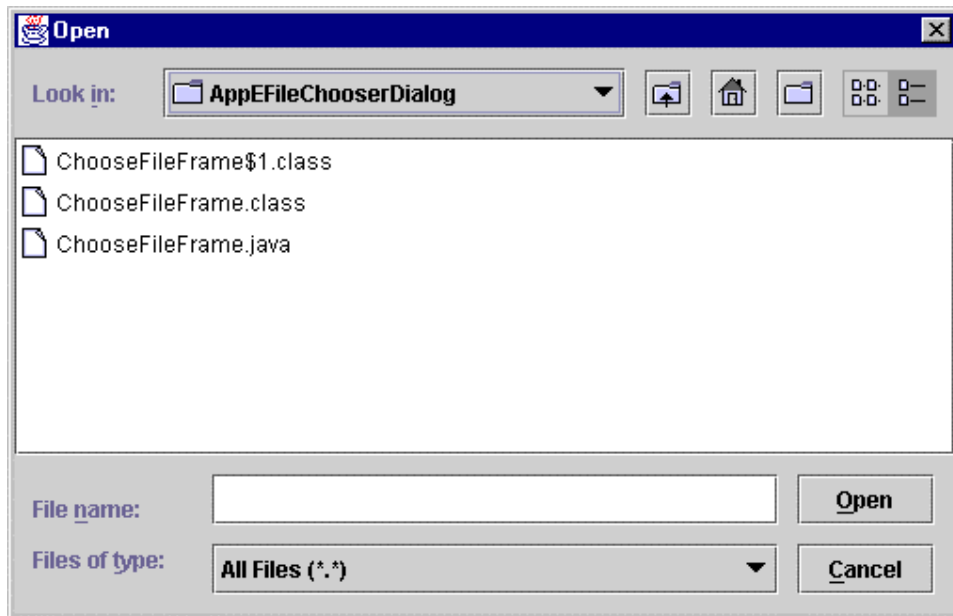 Open
Look in: AppEFileChooserDialog
ChooseFileFrame$1.class
ChooseFileFrame.class
ChooseFileFrame.java
File name: Open
Files of type: All Files (*.*) Cancel